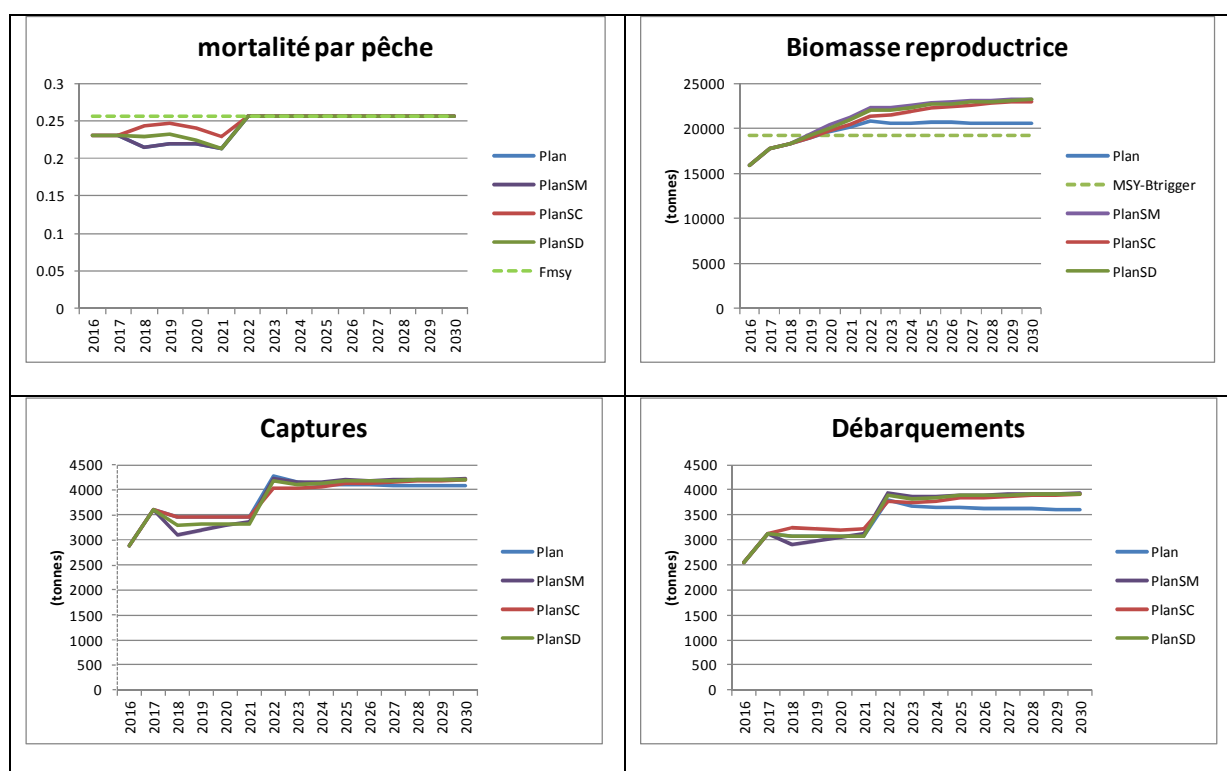 mortalité par pêche
0.3
0.25
0.2
0.15
0.1
0.05
0
2016 2017 2018 2019 2020 2021 2022 2023 2024 2025 2026 2027 2028 2029 2030
Plan
PlanSM
PlanSC
PlanSD
Fmsy
Biomasse reproductrice
(tonnes)
25000
20000
15000
10000
5000
0
2016 2017 2018 2019 2020 2021 2022 2023 2024 2025 2026 2027 2028 2029 2030
Plan
MSY-Btrigger
PlanSM
PlanSC
PlanSD
Captures
(tonnes)
4500
4000
3500
3000
2500
2000
1500
1000
500
0
2016 2017 2018 2019 2020 2021 2022 2023 2024 2025 2026 2027 2028 2029 2030
Plan
PlanSM
PlanSC
PlanSD
Débarquements
(tonnes)
4500
4000
3500
3000
2500
2000
1500
1000
500
0
2016 2017 2018 2019 2020 2021 2022 2023 2024 2025 2026 2027 2028 2029 2030
Plan
PlanSM
PlanSC
PlanSD